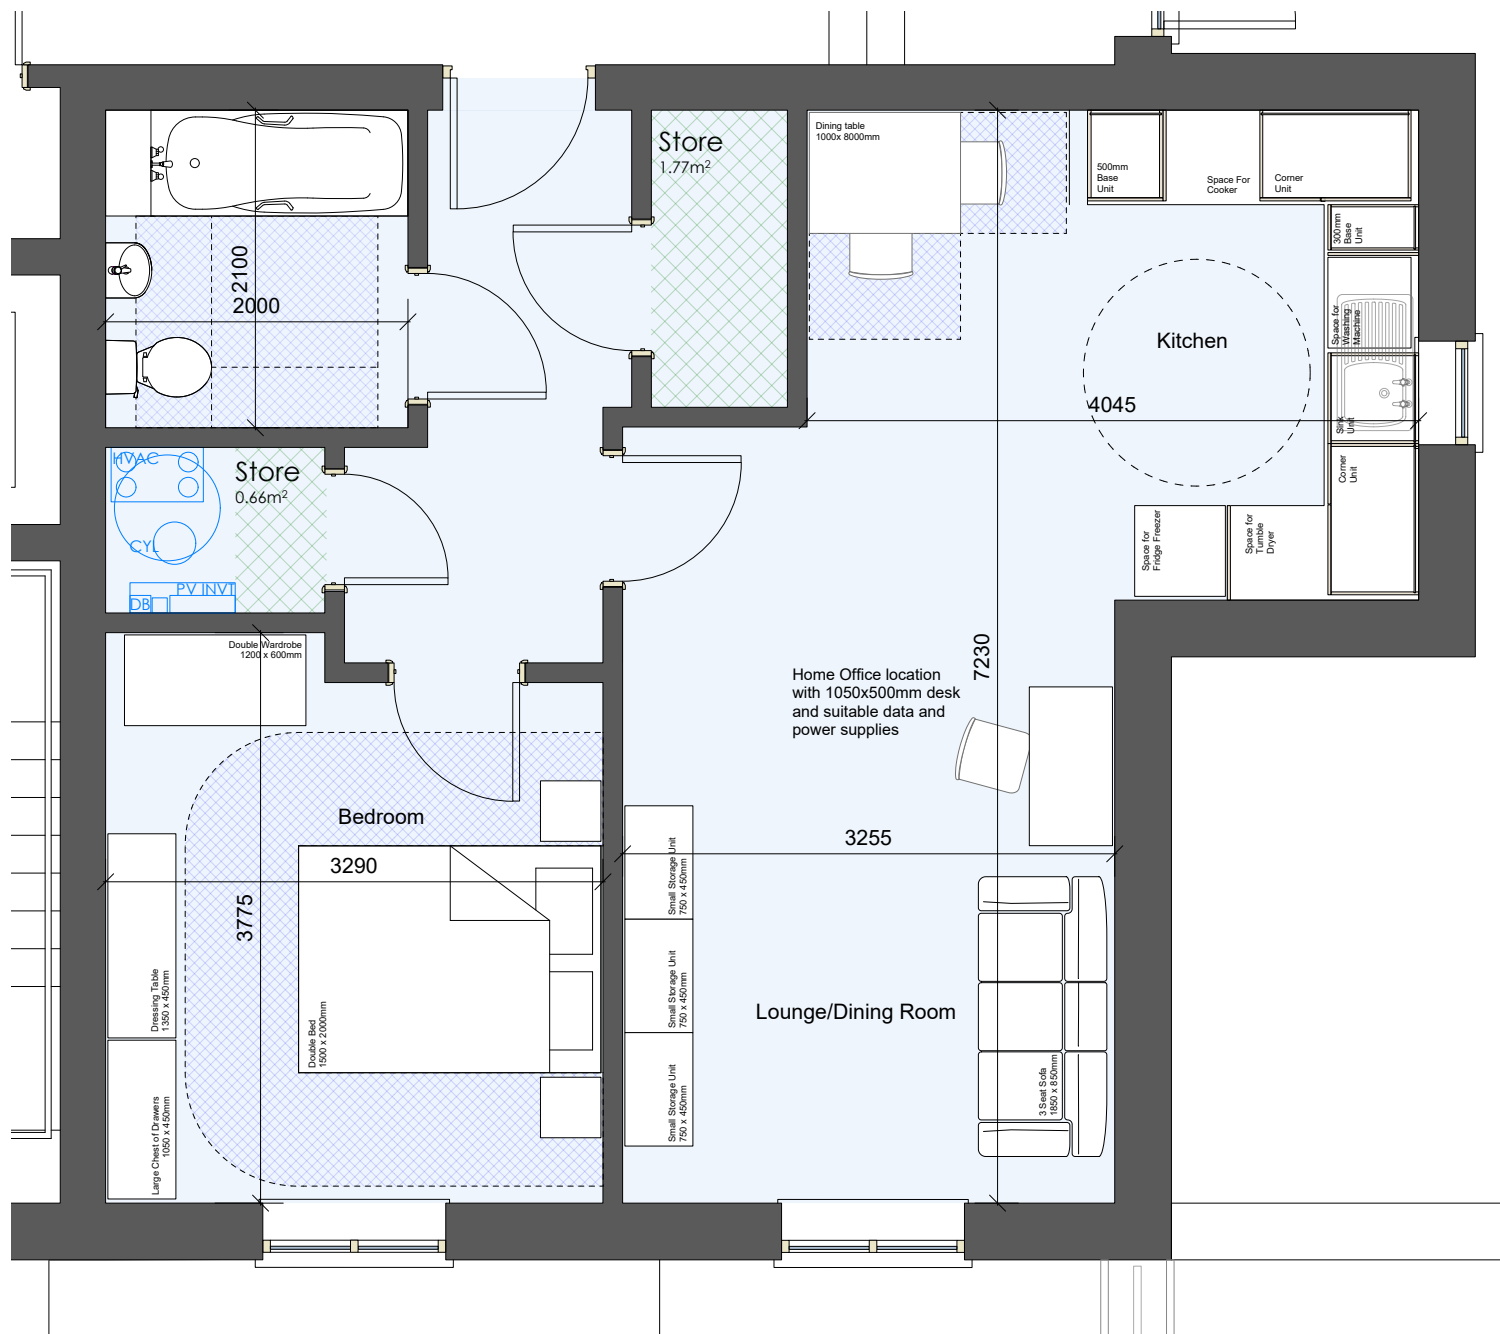 Store
1.77m²
Dining table
1000x 8000mm
500mm
Base
Unit
Space For
Cooker
Corner
Unit
300mm
Base
Unit
Space for
Washing
Machine
Sink
Unit
Corner
Unit
Kitchen
4045
2100
2000
HVAC
CYL
PV INVT
DB
Store
0.66m²
Space for
Fridge Freezer
Space for
Tumble
Dryer
Double Wardrobe
1200 x 600mm
7230
Home Office location
with 1050x500mm desk
and suitable data and
power supplies
Bedroom
3290
3775
3255
Small Storage Unit
750 x 450mm
Small Storage Unit
750 x 450mm
Small Storage Unit
750 x 450mm
Dressing Table
1350 x 450mm
Large Chest of Drawers
1050 x 450mm
Double Bed
1500 x 2000mm
Lounge/Dining Room
3 Seat Sofa
1850 x 850mm